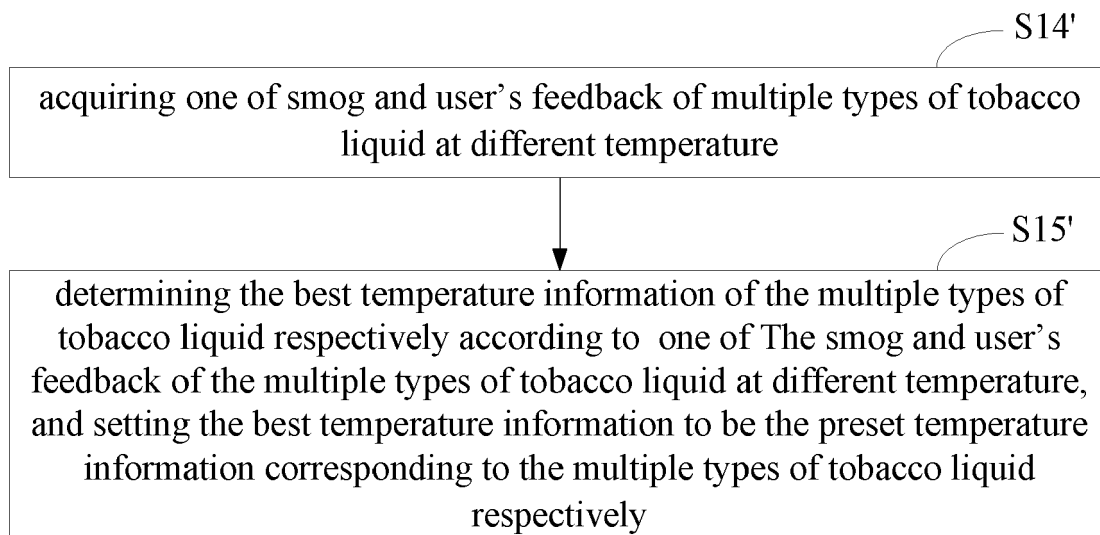 S14'
acquiring one of smog and user’s feedback of multiple types of tobacco
liquid at different temperature
S15'
determining the best temperature information of the multiple types of
tobacco liquid respectively according to  one of The smog and user’s
feedback of the multiple types of tobacco liquid at different temperature,
and setting the best temperature information to be the preset temperature
information corresponding to the multiple types of tobacco liquid
respectively